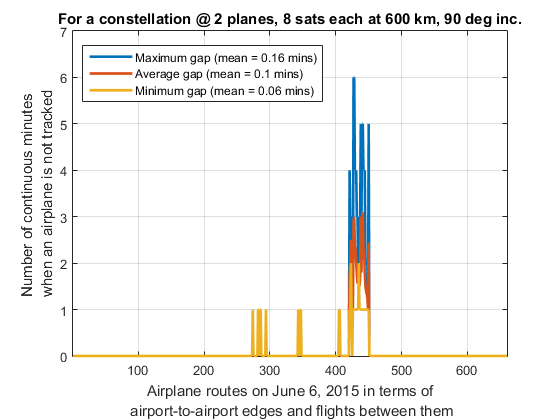 For a constellation @ 2 planes, 8 sats each at 600 km, 90 deg inc.
7
6
5
4
3
2
1
0
Number of continuous minutes
when an airplane is not tracked
Maximum gap (mean = 0.16 mins)
Average gap (mean = 0.1 mins)
Minimum gap (mean = 0.06 mins)
100 200 300 400 500 600
Airplane routes on June 6, 2015 in terms of
airport-to-airport edges and flights between them